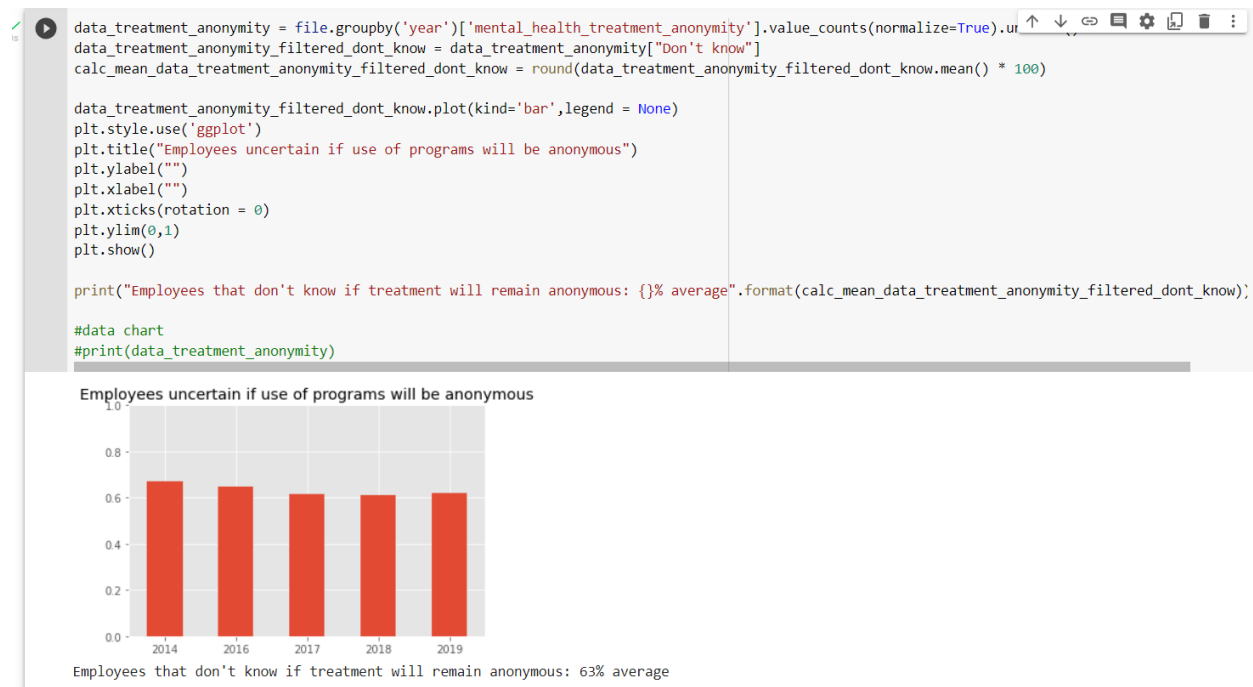 data_treatment_anonymity = file.groupby('year')['mental_health_treatment_anonymity'].value_counts(normalize=True).
data_treatment_anonymity_filtered_dont_know = data_treatment_anonymity["Don't know"]
calc_mean_data_treatment_anonymity_filtered_dont_know = round(data_treatment_anonymity_filtered_dont_know.mean() * 100)
data_treatment_anonymity_filtered_dont_know.plot(kind='bar',legend = None)
plt.style.use('ggplot')
plt.title("Employees uncertain if use of programs will be anonymous")
plt.ylabel("")
plt.xlabel("")
plt.xticks(rotation = 0)
plt.ylim(0,1)
plt.show()
print("Employees that don't know if treatment will remain anonymous: {}% average".format(calc_mean_data_treatment_anonymity_filtered_dont_know))
#data chart
#print(data_treatment_anonymity)
Employees uncertain if use of programs will be anonymous
1.0
0.8
0.6
0.4
0.2
0.0
2014 2016 2017 2018 2019
Employees that don't know if treatment will remain anonymous: 63% average